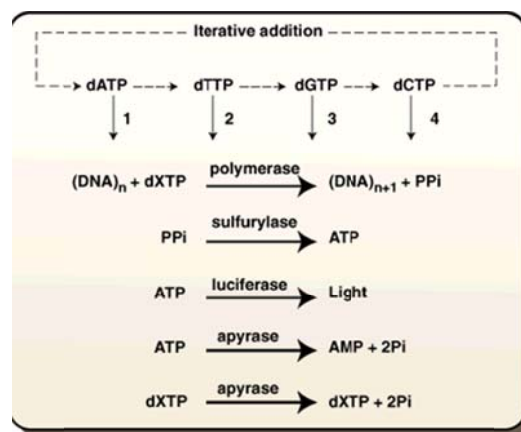 Iterative addition
dATP dTTP dGTP dCTP
1 2 3 4
polymerase
(DNA)n + dXTP (DNA)n+1 + PPi
sulfurylase
PPi ATP
luciferase
ATP Light
apyrase
ATP AMP + 2Pi
apyrase
dXTP dXTP + 2Pi